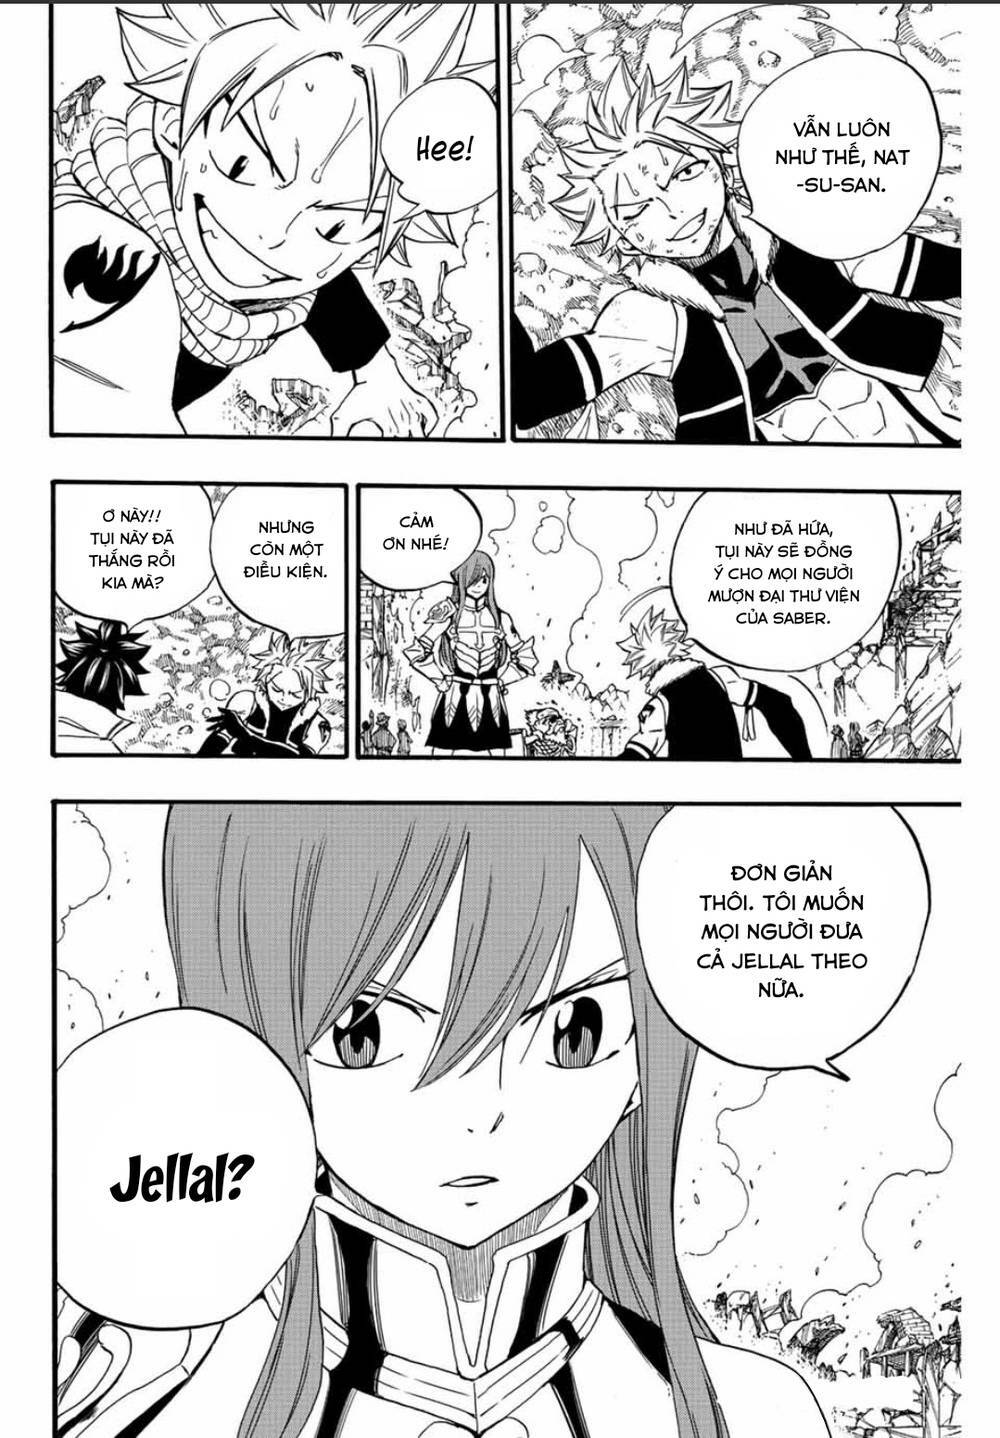 VẪN LUÔN
NHƯ THẾ, NAT
-SU-SAN.
Hee!
NHƯ ĐÃ HỨA,
TỤI NÀY SẼ ĐỒNG
Ý CHO MỌI NGƯỜI
MƯỢN ĐẠI THƯ VIỆN
CỦA SABER.
CẢM
ƠN NHÉ!
NHƯNG
CÒN MỘT
ĐIỀU KIỆN.
Ơ NÀY!!
TỤI NÀY ĐÃ
THẮNG RỒI
KIA MÀ?
ĐƠN GIẢN
THÔI. TÔI MUỐN
MỌI NGƯỜI ĐƯA
CẢ JELLAL THEO
NỮA.
Jellal?